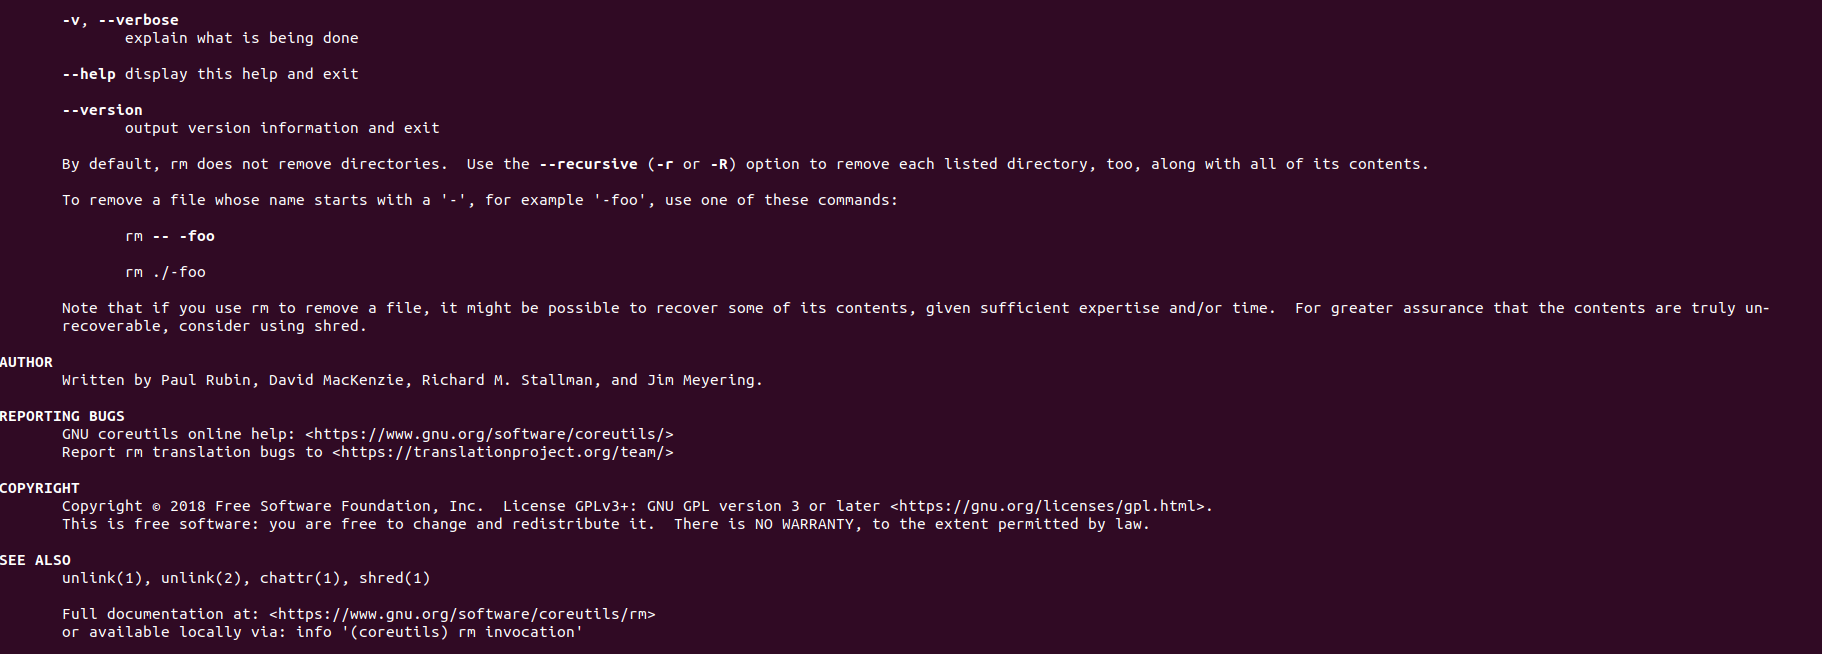 -v, --verbose
explain what is being done
--help display this help and exit
--version
output version information and exit
By default, rm does not remove directories.  Use the --recursive (-r or -R) option to remove each listed directory, too, along with all of its contents.
To remove a file whose name starts with a '-', for example '-foo', use one of these commands:
rm -- -foo
rm ./-foo
Note that if you use rm to remove a file, it might be possible to recover some of its contents, given sufficient expertise and/or time.  For greater assurance that the contents are truly un-
recoverable, consider using shred.
AUTHOR
Written by Paul Rubin, David MacKenzie, Richard M. Stallman, and Jim Meyering.
REPORTING BUGS
GNU coreutils online help: <https://www.gnu.org/software/coreutils/>
Report rm translation bugs to <https://translationproject.org/team/>
COPYRIGHT
Copyright © 2018 Free Software Foundation, Inc.  License GPLv3+: GNU GPL version 3 or later <https://gnu.org/licenses/gpl.html>.
This is free software: you are free to change and redistribute it.  There is NO WARRANTY, to the extent permitted by law.
SEE ALSO
unlink(1), unlink(2), chattr(1), shred(1)
Full documentation at: <https://www.gnu.org/software/coreutils/rm>
or available locally via: info '(coreutils) rm invocation'